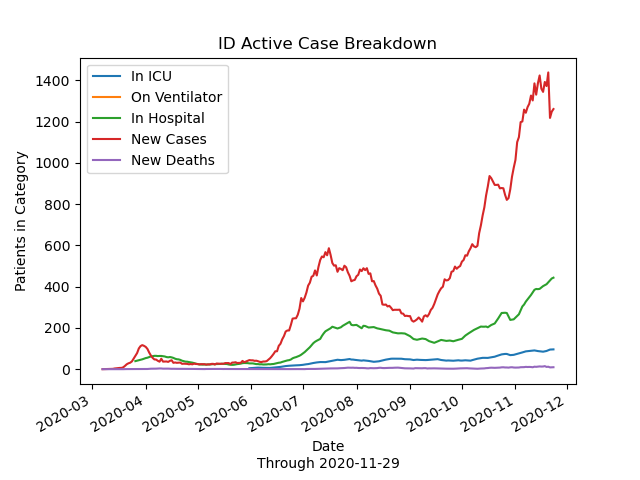 ID Active Case Breakdown
In ICU
On Ventilator
In Hospital
New Cases
New Deaths
Patients in Category
1400
1200
1000
800
600
400
200
0
2020-03
2020-04
2020-05
2020-06
2020-07
2020-08
2020-09
2020-10
2020-11
2020-12
Date
Through 2020-11-29